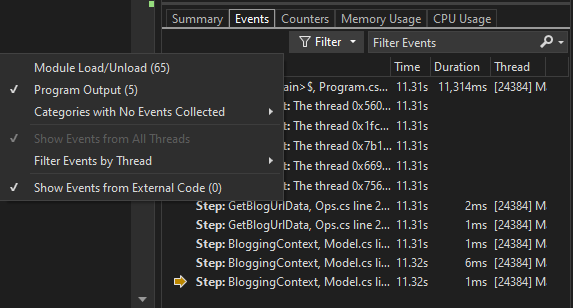 Summary Events Counters Memory Usage CPU Usage
Filter Filter Events
Time Duration Thread
Module Load/Unload (65)
Program Output (5)
Categories with No Events Collected
Show Events from All Threads
Filter Events by Thread
Show Events from External Code (0)
ain>$, Program.cs... 11.31s 11,314ms [24384] M
t: The thread 0x560... 11.31s
t: The thread 0x1fc... 11.31s
t: The thread 0x7b1... 11.31s
t: The thread 0x669... 11.31s
t: The thread 0x756... 11.31s
Step: GetBlogUrlData, Ops.cs line 2... 11.31s 2ms [24384] M
Step: GetBlogUrlData, Ops.cs line 2... 11.31s 1ms [24384] M
Step: BloggingContext, Model.cs li... 11.31s 1ms [24384] M
Step: BloggingContext, Model.cs li... 11.32s 6ms [24384] M
Step: BloggingContext, Model.cs li... 11.32s 1ms [24384] M